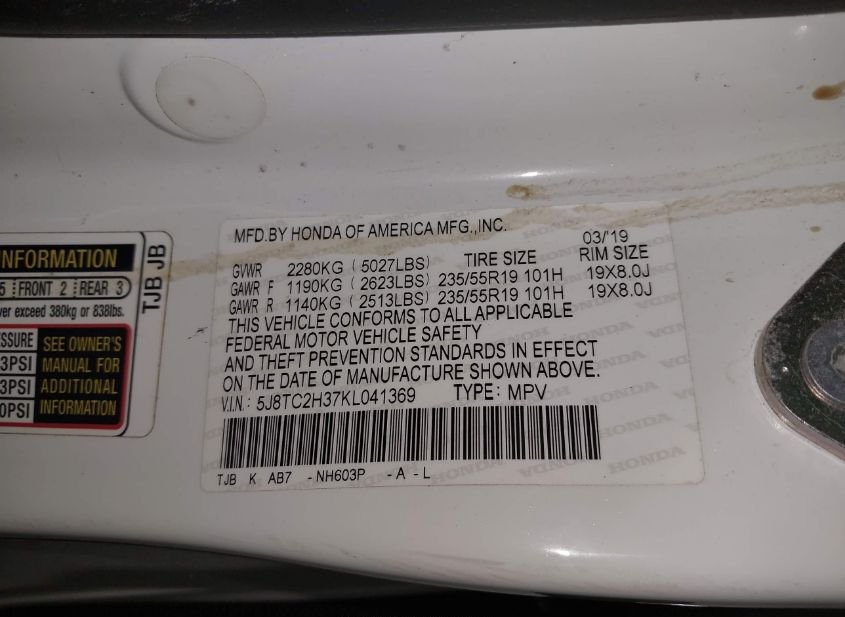 INFORMATION
5 FRONT 2 REAR 3
ver exceed 380kg or 838lbs.
SSURE
3PSI
3PSI
0PSI
SEE OWNER'S
MANUAL FOR
ADDITIONAL
INFORMATION
TJB JB
MFD.BY HONDA OF AMERICA MFG.,INC.
03/'19
GVWR 2280KG (5027LBS) TIRE SIZE RIM SIZE
GAWR F 1190KG (2623LBS) 235/55R19 101H 19X8.0J
GAWR R 1140KG (2513LBS) 235/55R19 101H 19X8.0J
THIS VEHICLE CONFORMS TO ALL APPLICABLE
FEDERAL MOTOR VEHICLE SAFETY
AND THEFT PREVENTION STANDARDS IN EFFECT
ON THE DATE OF MANUFACTURE SHOWN ABOVE.
V.I.N.: 5J8TC2H37KL041369 TYPE: MPV
TJB K AB7 -NH603P -A -L